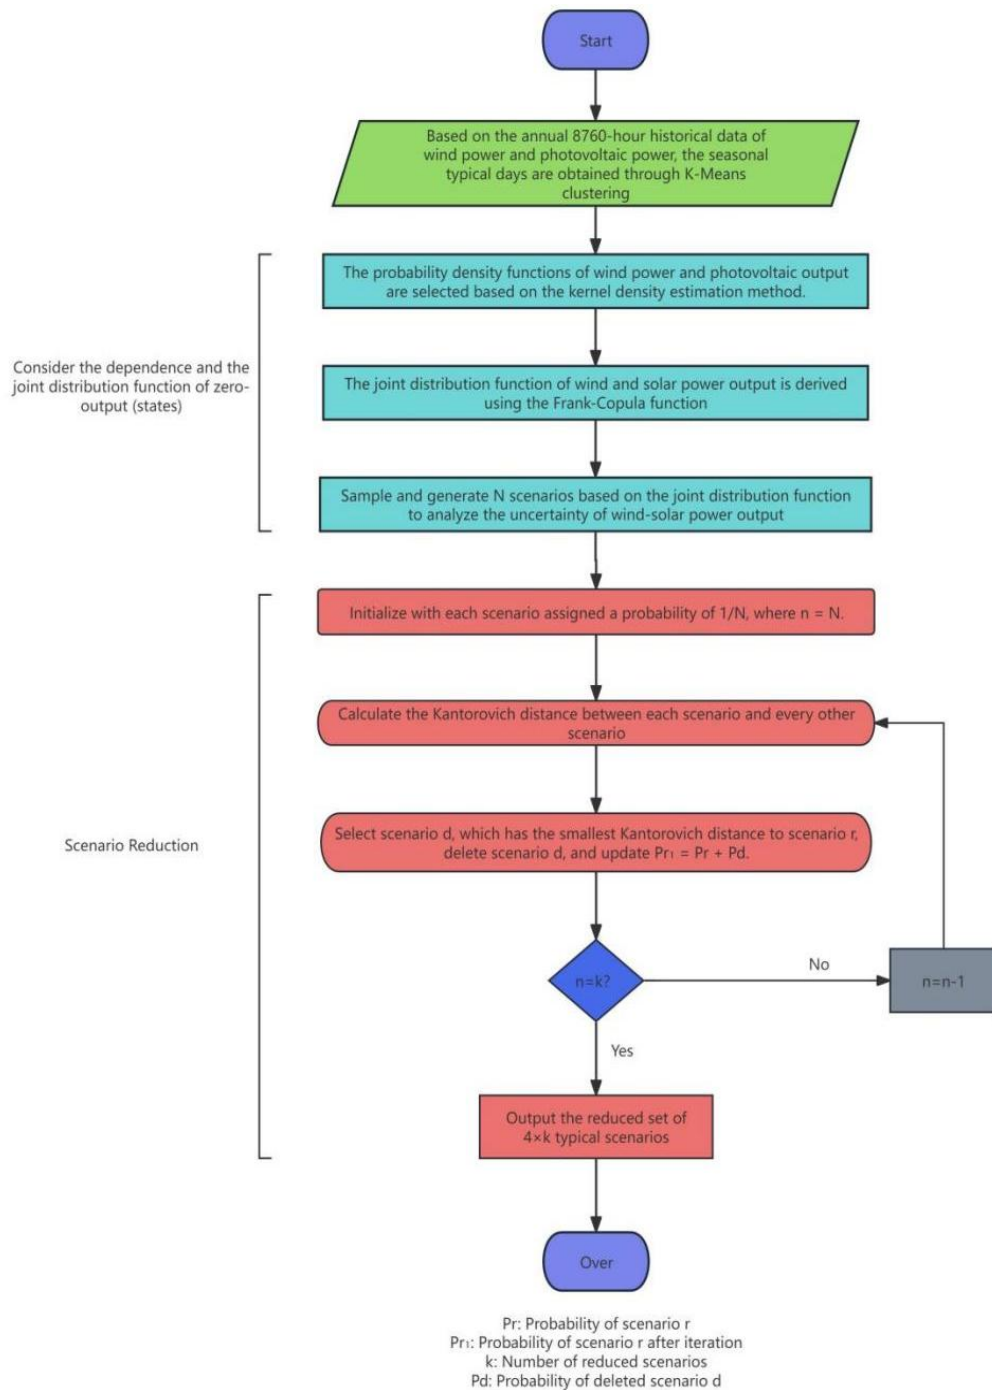 Start
Based on the annual 8760-hour historical data of
wind power and photovoltaic power, the seasonal
typical days are obtained through K-Means
clustering
The probability density functions of wind power and photovoltaic output
are selected based on the kernel density estimation method.
Consider the dependence and the
joint distribution function of zero-
output (states)
The joint distribution function of wind and solar power output is derived
using the Frank-Copula function
Sample and generate N scenarios based on the joint distribution function
to analyze the uncertainty of wind-solar power output
Initialize with each scenario assigned a probability of 1/N, where n = N.
Calculate the Kantorovich distance between each scenario and every other
scenario
Scenario Reduction
Select scenario d, which has the smallest Kantorovich distance to scenario r,
delete scenario d, and update Pr₁ = Pr + Pd.
n=k?
No
n=n-1
Yes
Output the reduced set of
4×k typical scenarios
Over
Pr: Probability of scenario r
Pr₁: Probability of scenario r after iteration
k: Number of reduced scenarios
Pd: Probability of deleted scenario d